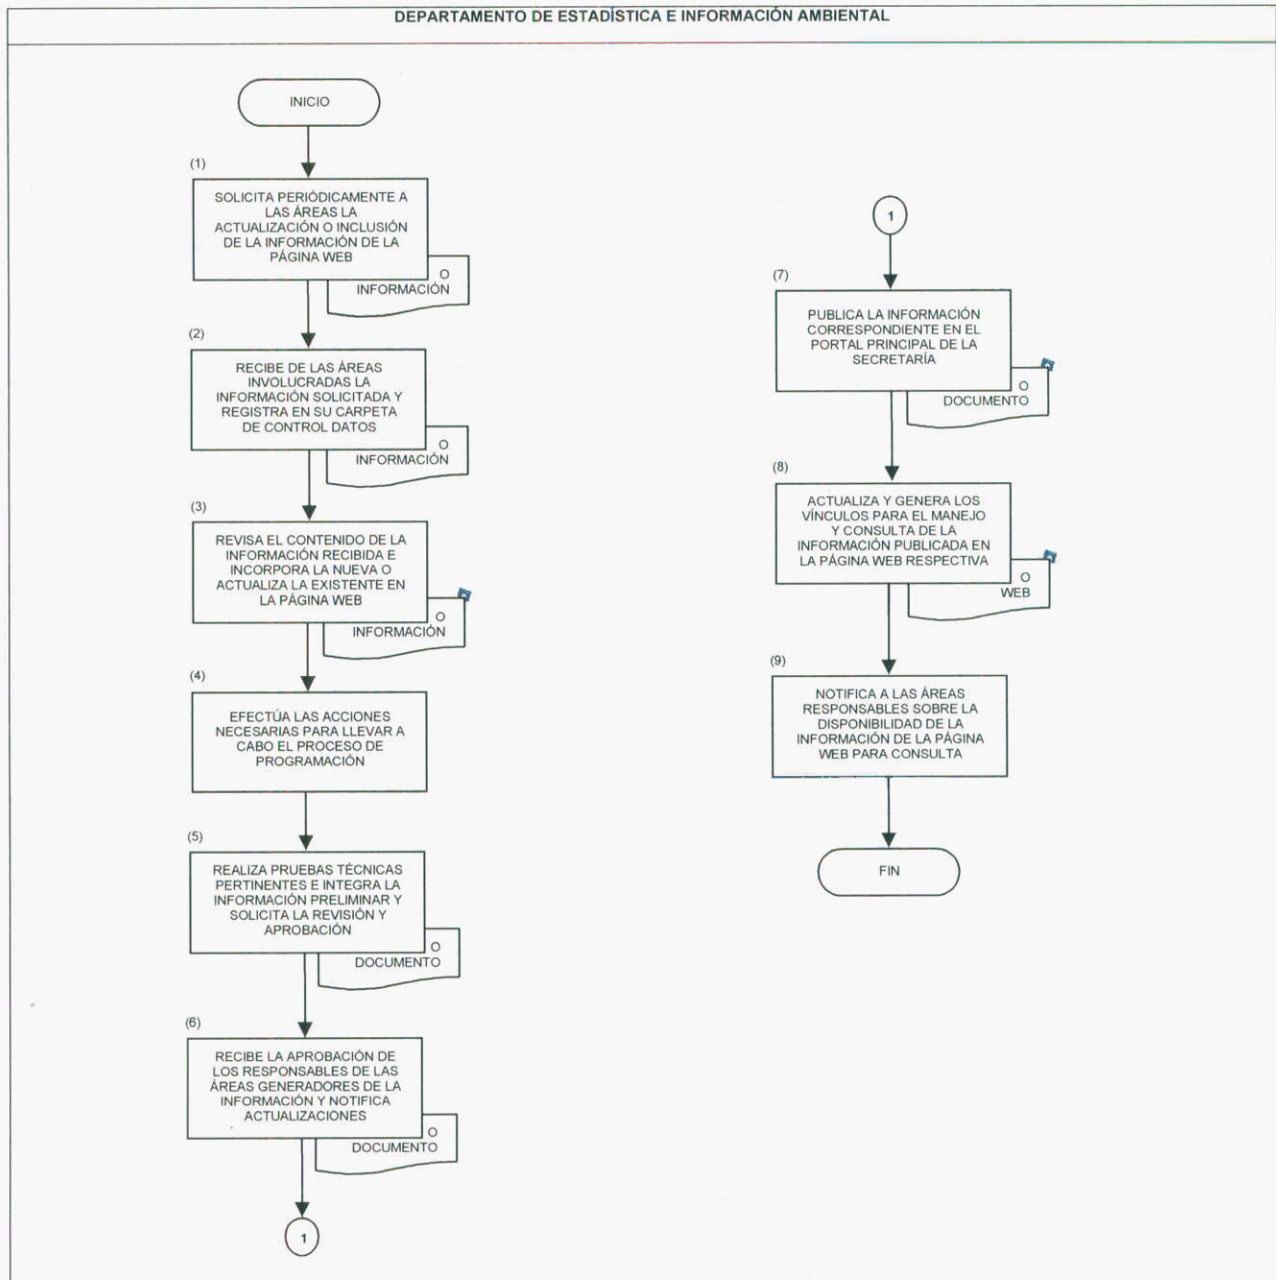 DEPARTAMENTO DE ESTADÍSTICA E INFORMACIÓN AMBIENTAL
INICIO
(1)
SOLICITA PERIÓDICAMENTE A
LAS ÁREAS LA
ACTUALIZACIÓN O INCLUSIÓN
DE LA INFORMACIÓN DE LA
PÁGINA WEB
O
INFORMACIÓN
(2)
RECIBE DE LAS ÁREAS
INVOLUCRADAS LA
INFORMACIÓN SOLICITADA Y
REGISTRA EN SU CARPETA
DE CONTROL DATOS
O
INFORMACIÓN
(3)
REVISA EL CONTENIDO DE LA
INFORMACIÓN RECIBIDA E
INCORPORA LA NUEVA O
ACTUALIZA LA EXISTENTE EN
LA PÁGINA WEB
O
INFORMACIÓN
(4)
EFECTÚA LAS ACCIONES
NECESARIAS PARA LLEVAR A
CABO EL PROCESO DE
PROGRAMACIÓN
(5)
REALIZA PRUEBAS TÉCNICAS
PERTINENTES E INTEGRA LA
INFORMACIÓN PRELIMINAR Y
SOLICITA LA REVISIÓN Y
APROBACIÓN
O
DOCUMENTO
(6)
RECIBE LA APROBACIÓN DE
LOS RESPONSABLES DE LAS
ÁREAS GENERADORES DE LA
INFORMACIÓN Y NOTIFICA
ACTUALIZACIONES
O
DOCUMENTO
1
1
(7)
PUBLICA LA INFORMACIÓN
CORRESPONDIENTE EN EL
PORTAL PRINCIPAL DE LA
SECRETARÍA
O
DOCUMENTO
(8)
ACTUALIZA Y GENERA LOS
VÍNCULOS PARA EL MANEJO
Y CONSULTA DE LA
INFORMACIÓN PUBLICADA EN
LA PÁGINA WEB RESPECTIVA
O
WEB
(9)
NOTIFICA A LAS ÁREAS
RESPONSABLES SOBRE LA
DISPONIBILIDAD DE LA
INFORMACIÓN DE LA PÁGINA
WEB PARA CONSULTA
FIN